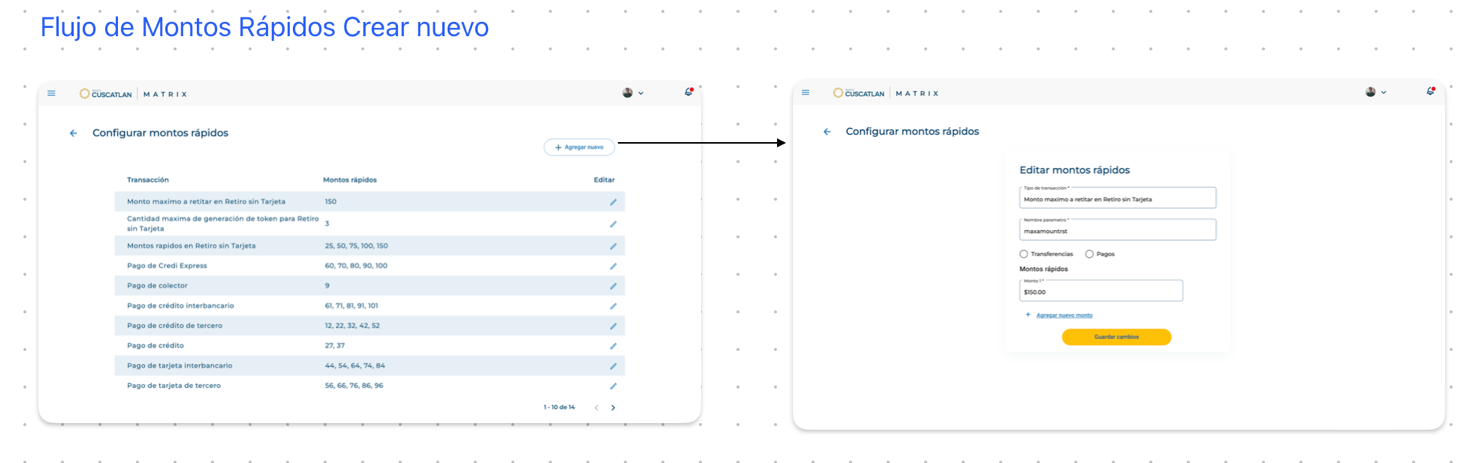 Flujo de Montos Rápidos Crear nuevo
CUSCATLAN | MATRIX
Configurar montos rápidos
+ Agregar nuevo
Transacción Montos rápidos Editar
Monto maximo a retitar en Retiro sin Tarjeta 150
Cantidad maxima de generación de token para Retiro
sin Tarjeta 3
Montos rapidos en Retiro sin Tarjeta 25, 50, 75, 100, 150
Pago de Credi Express 60, 70, 80, 90, 100
Pago de colector 9
Pago de crédito interbancario 61, 71, 81, 91, 101
Pago de crédito de tercero 12, 22, 32, 42, 52
Pago de crédito 27, 37
Pago de tarjeta interbancario 44, 54, 64, 74, 84
Pago de tarjeta de tercero 56, 66, 76, 86, 96
1 - 10 de 14
CUSCATLAN | MATRIX
Configurar montos rápidos
Editar montos rápidos
Tipo de transacción *
Monto maximo a retitar en Retiro sin Tarjeta
Nombre parametro *
maxamountrst
Transferencias Pagos
Montos rápidos
Monto 1 *
$150.00
+ Agregar nuevo monto
Guardar cambios